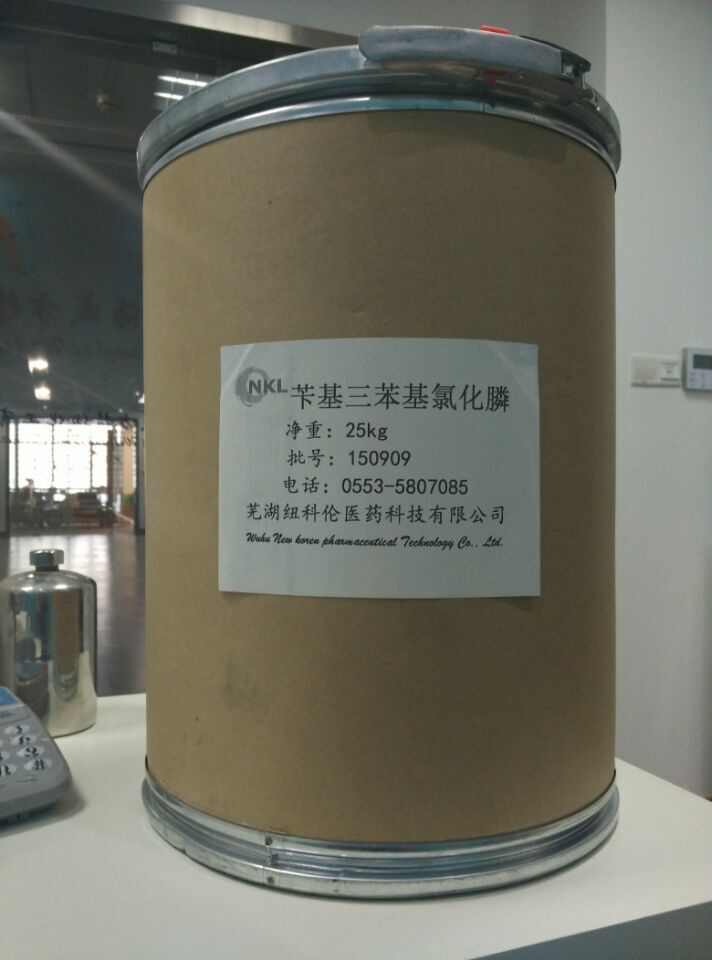 NKL 苄基三苯基氯化膦
净重：25kg
批号：150909
电话：0553-5807085
芜湖纽科伦医药科技有限公司
Wuhu New koren pharmaceutical Technology Co., Ltd.